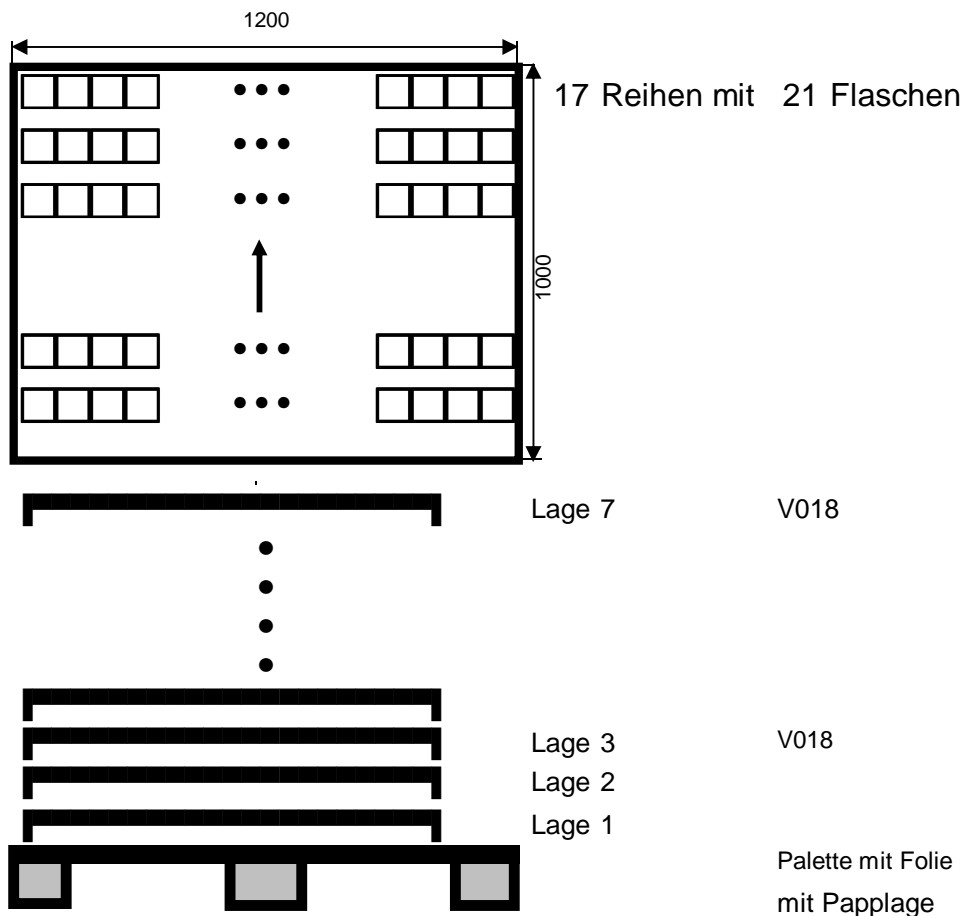 1200
17 Reihen mit 21 Flaschen
1000
Lage 7 V018
Lage 3 V018
Lage 2
Lage 1
Palette mit Folie
mit Papplage